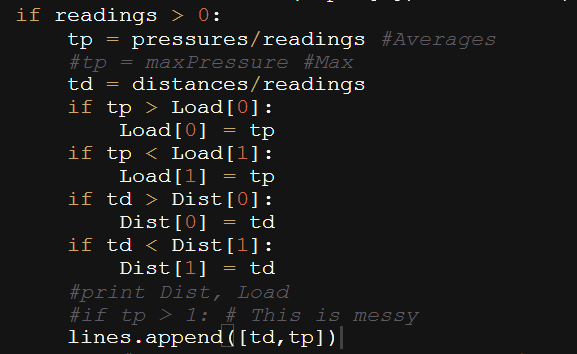 if readings > 0:
    tp = pressures/readings #Averages
    #tp = maxPressure #Max
    td = distances/readings
    if tp > Load[0]:
        Load[0] = tp
    if tp < Load[1]:
        Load[1] = tp
    if td > Dist[0]:
        Dist[0] = td
    if td < Dist[1]:
        Dist[1] = td
    #print Dist, Load
    #if tp > 1: # This is messy
    lines.append([td,tp])